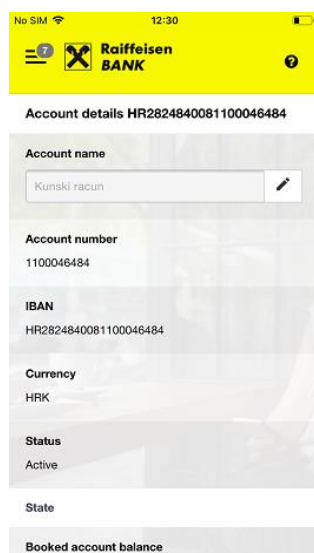 No SIM 12:30
7 Raiffeisen
BANK ?
Account details HR2824840081100046484
Account name
Kunski racun
Account number
1100046484
IBAN
HR2824840081100046484
Currency
HRK
Status
Active
State
Booked account balance